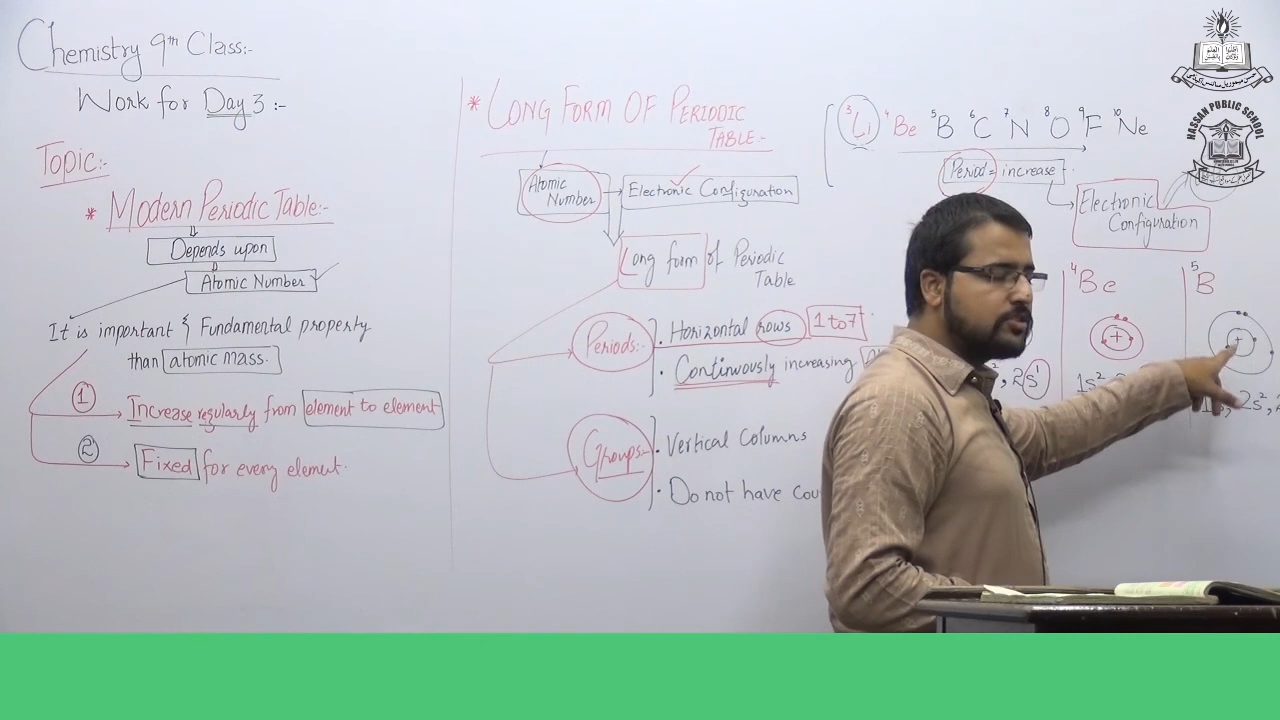 Chemistry 9th Class:-
Work for Day 3:-
Topic:-
* Modern Periodic Table:-
Depends upon
Atomic Number
It is important & Fundamental property
than atomic mass.
1 Increase regularly from element to element
2 Fixed for every element.
* LONG FORM OF PERIODIC
TABLE:-
Atomic
Number
Electronic Configuration
Long form of Periodic
Table
Periods:-
. Horizontal rows 1 to 7.
. Continuously increasing
Groups:-
. Vertical Columns
. Do not have
3Li 4Be 5B 6C 7N 8O 9F 10Ne
Period = increase
Electronic
Configuration
, 2s¹
4Be
+
1s²
5B
+
2s²,
HASSAN PUBLIC SCHOOL